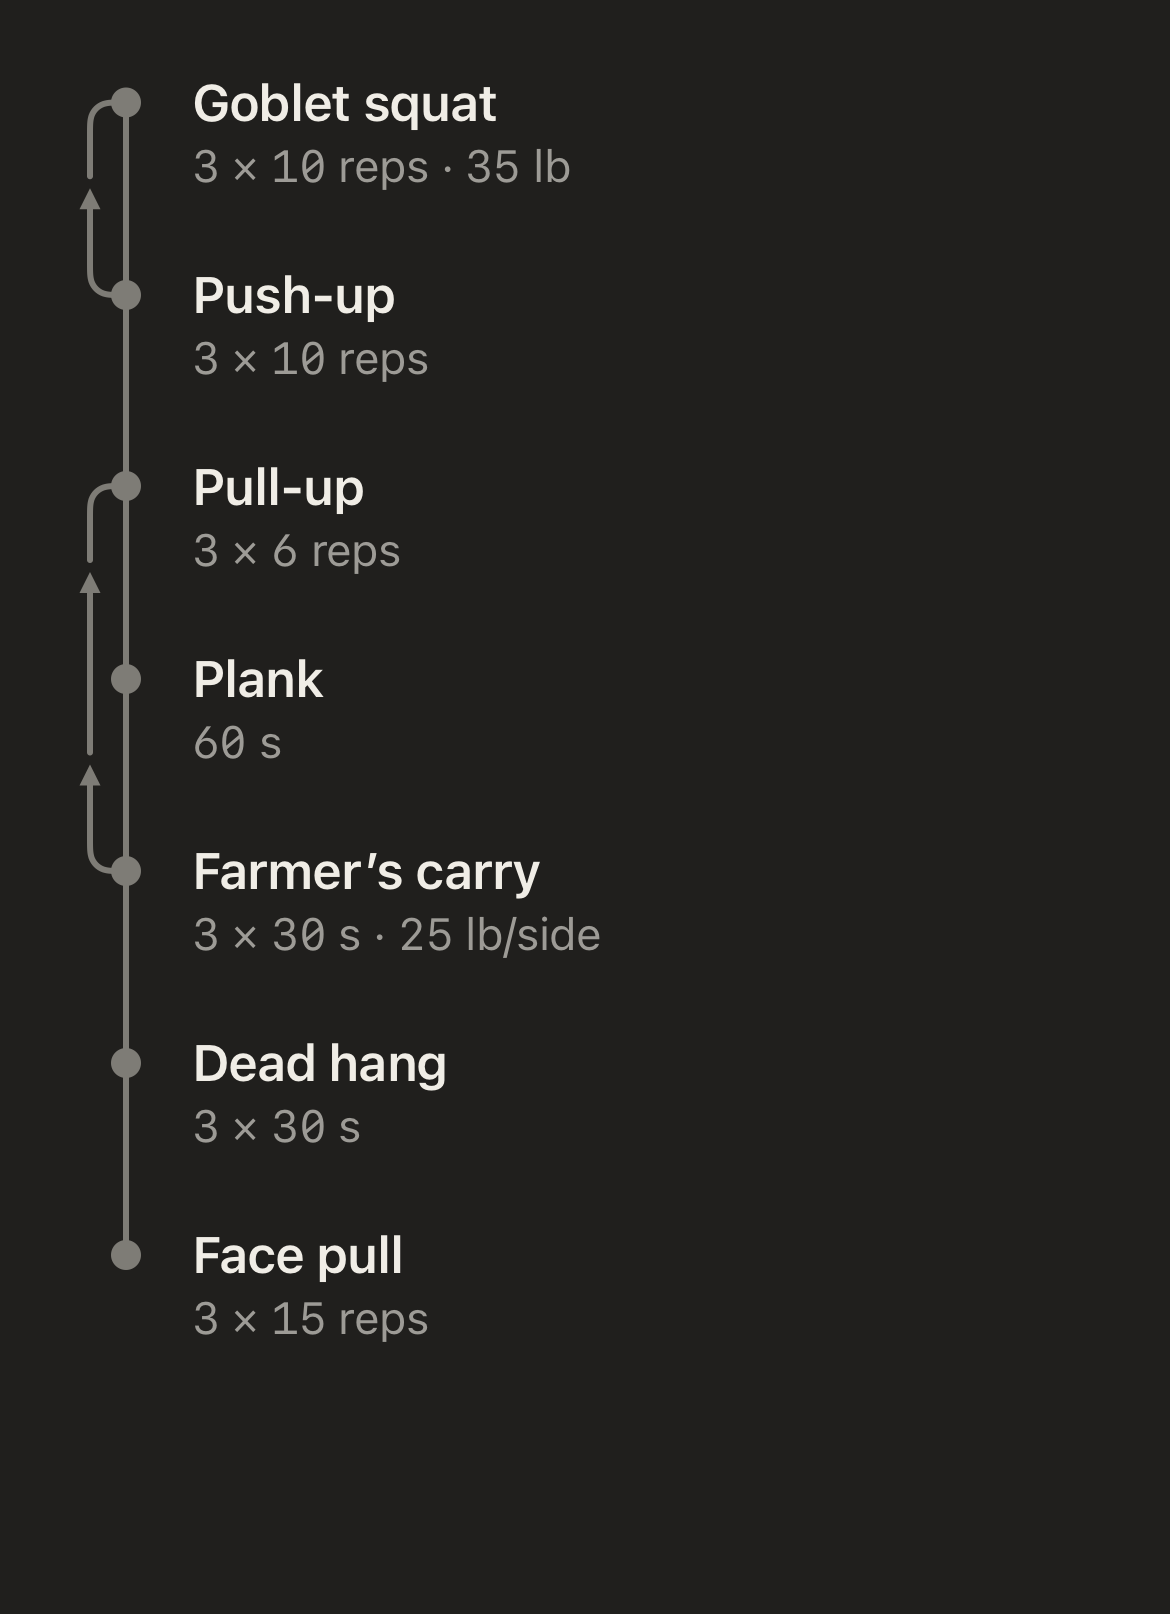 Goblet squat
3 × 10 reps · 35 lb
Push-up
3 × 10 reps
Pull-up
3 × 6 reps
Plank
60 s
Farmer’s carry
3 × 30 s · 25 lb/side
Dead hang
3 × 30 s
Face pull
3 × 15 reps